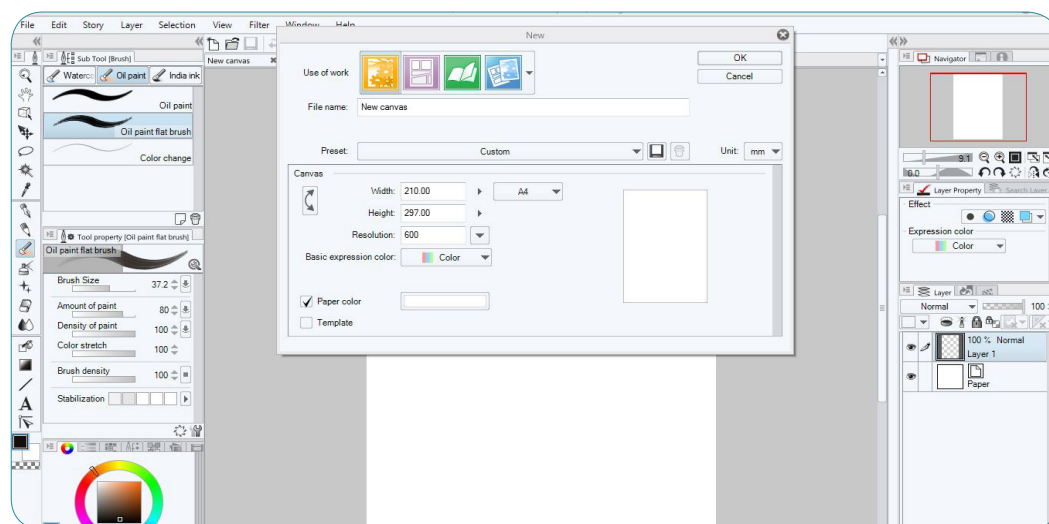 File Edit Story Layer Selection View Filter Window Help
New
Sub Tool [Brush]
New canvas
Navigator
Oil paint India ink
Use of work
OK
Cancel
Oil paint
File name: New canvas
Oil paint flat brush
Preset: Custom Unit: mm
Color change
9.1
Canvas
Width: 210.00 A4
Layer Property Search Layer
Height: 297.00
Effect
Tool property [Oil paint flat brush]
Resolution: 600
Expression color
Oil paint flat brush
Basic expression color: Color
Color
Brush Size 37.2
Layer
Paper color
Amount of paint 80
Normal 100
Template
Density of paint 100
Color stretch 100
100 % Normal
Layer 1
Brush density 100
Paper
Stabilization
A